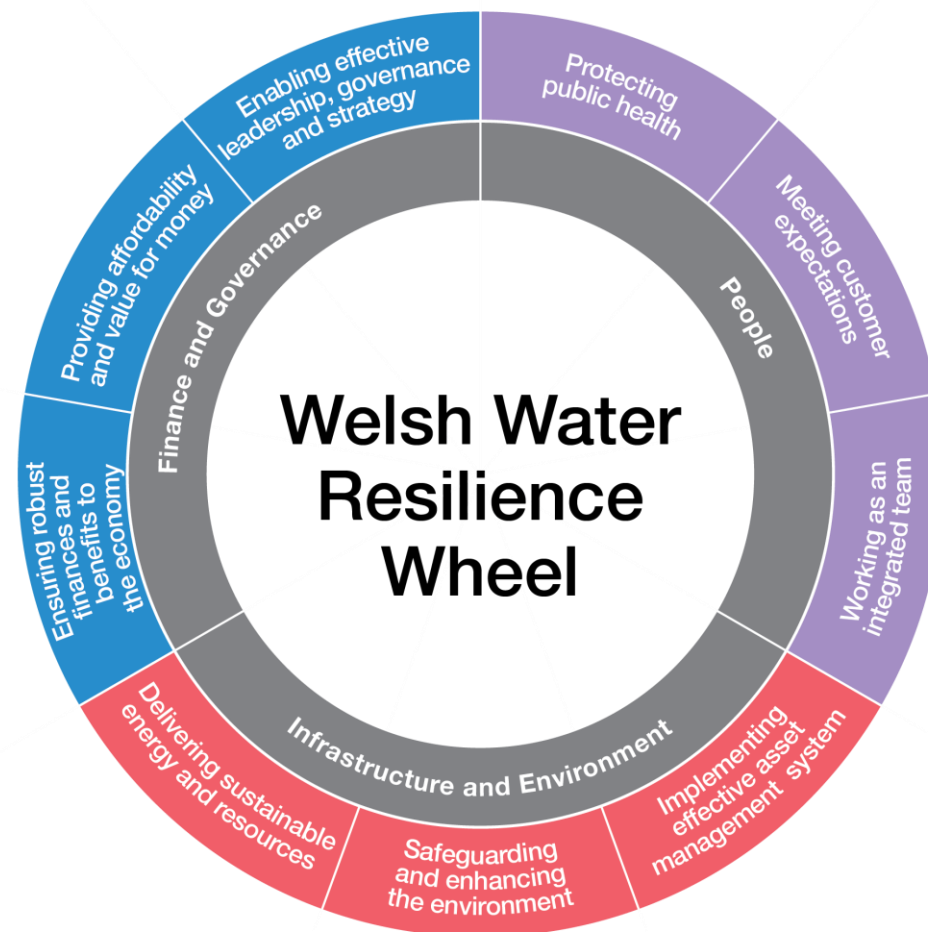 Welsh Water
Resilience
Wheel
People
Protecting
public health
Meeting customer
expectations
Working as an
integrated team
Infrastructure and Environment
Implementing
effective asset
management system
Safeguarding
and enhancing
the environment
Delivering sustainable
energy and resources
Finance and Governance
Ensuring robust
finances and
benefits to
the economy
Providing affordability
and value for money
Enabling effective
leadership, governance
and strategy